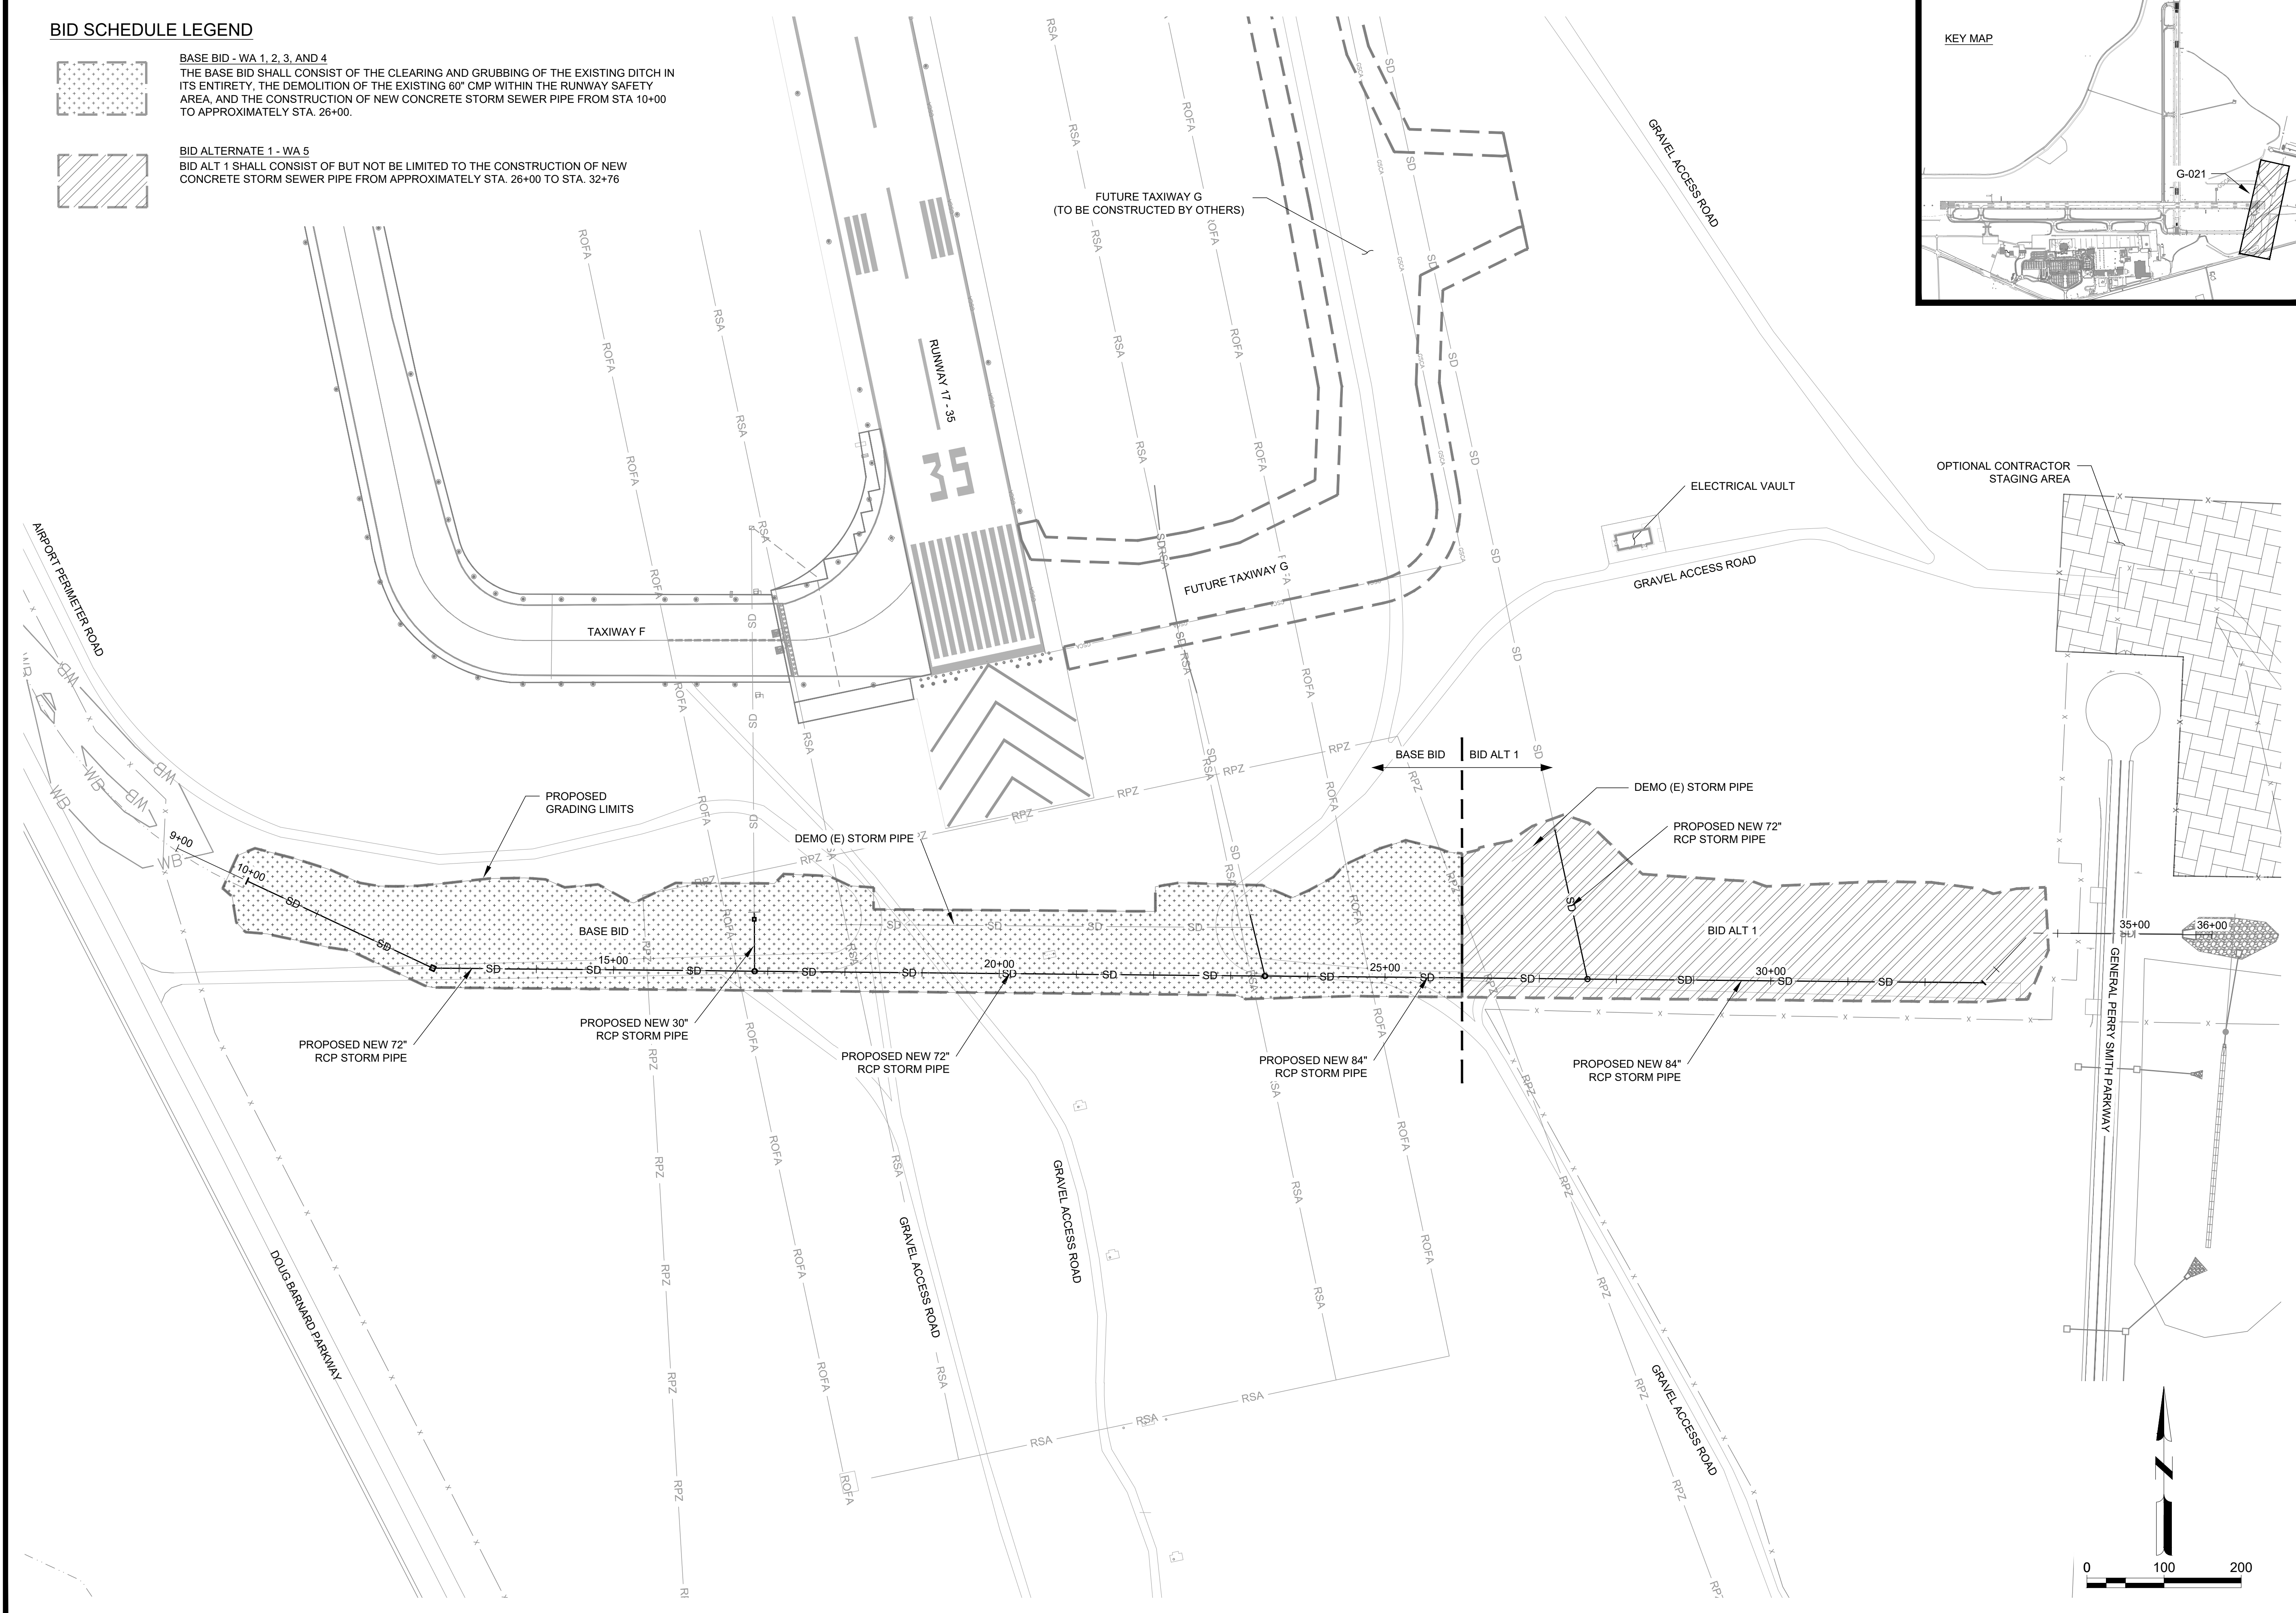 BID SCHEDULE LEGEND
BASE BID - WA 1, 2, 3, AND 4
THE BASE BID SHALL CONSIST OF THE CLEARING AND GRUBBING OF THE EXISTING DITCH IN
ITS ENTIRETY, THE DEMOLITION OF THE EXISTING 60" CMP WITHIN THE RUNWAY SAFETY
AREA, AND THE CONSTRUCTION OF NEW CONCRETE STORM SEWER PIPE FROM STA 10+00
TO APPROXIMATELY STA. 26+00.
BID ALTERNATE 1 - WA 5
BID ALT 1 SHALL CONSIST OF BUT NOT BE LIMITED TO THE CONSTRUCTION OF NEW
CONCRETE STORM SEWER PIPE FROM APPROXIMATELY STA. 26+00 TO STA. 32+76
KEY MAP
G-021
FUTURE TAXIWAY G
(TO BE CONSTRUCTED BY OTHERS)
GRAVEL ACCESS ROAD
RUNWAY 17 - 35
35
OPTIONAL CONTRACTOR
STAGING AREA
ELECTRICAL VAULT
GRAVEL ACCESS ROAD
FUTURE TAXIWAY G
TAXIWAY F
AIRPORT PERIMETER ROAD
BASE BID
BID ALT 1
PROPOSED
GRADING LIMITS
DEMO (E) STORM PIPE
DEMO (E) STORM PIPE
PROPOSED NEW 72"
RCP STORM PIPE
9+00
10+00
BASE BID
15+00
20+00
25+00
BID ALT 1
30+00
35+00
36+00
PROPOSED NEW 72"
RCP STORM PIPE
PROPOSED NEW 30"
RCP STORM PIPE
PROPOSED NEW 72"
RCP STORM PIPE
PROPOSED NEW 84"
RCP STORM PIPE
PROPOSED NEW 84"
RCP STORM PIPE
GENERAL PERRY SMITH PARKWAY
DOUG BARNARD PARKWAY
GRAVEL ACCESS ROAD
GRAVEL ACCESS ROAD
GRAVEL ACCESS ROAD
ROFA
RSA
RPZ
SD
WB
0 100 200